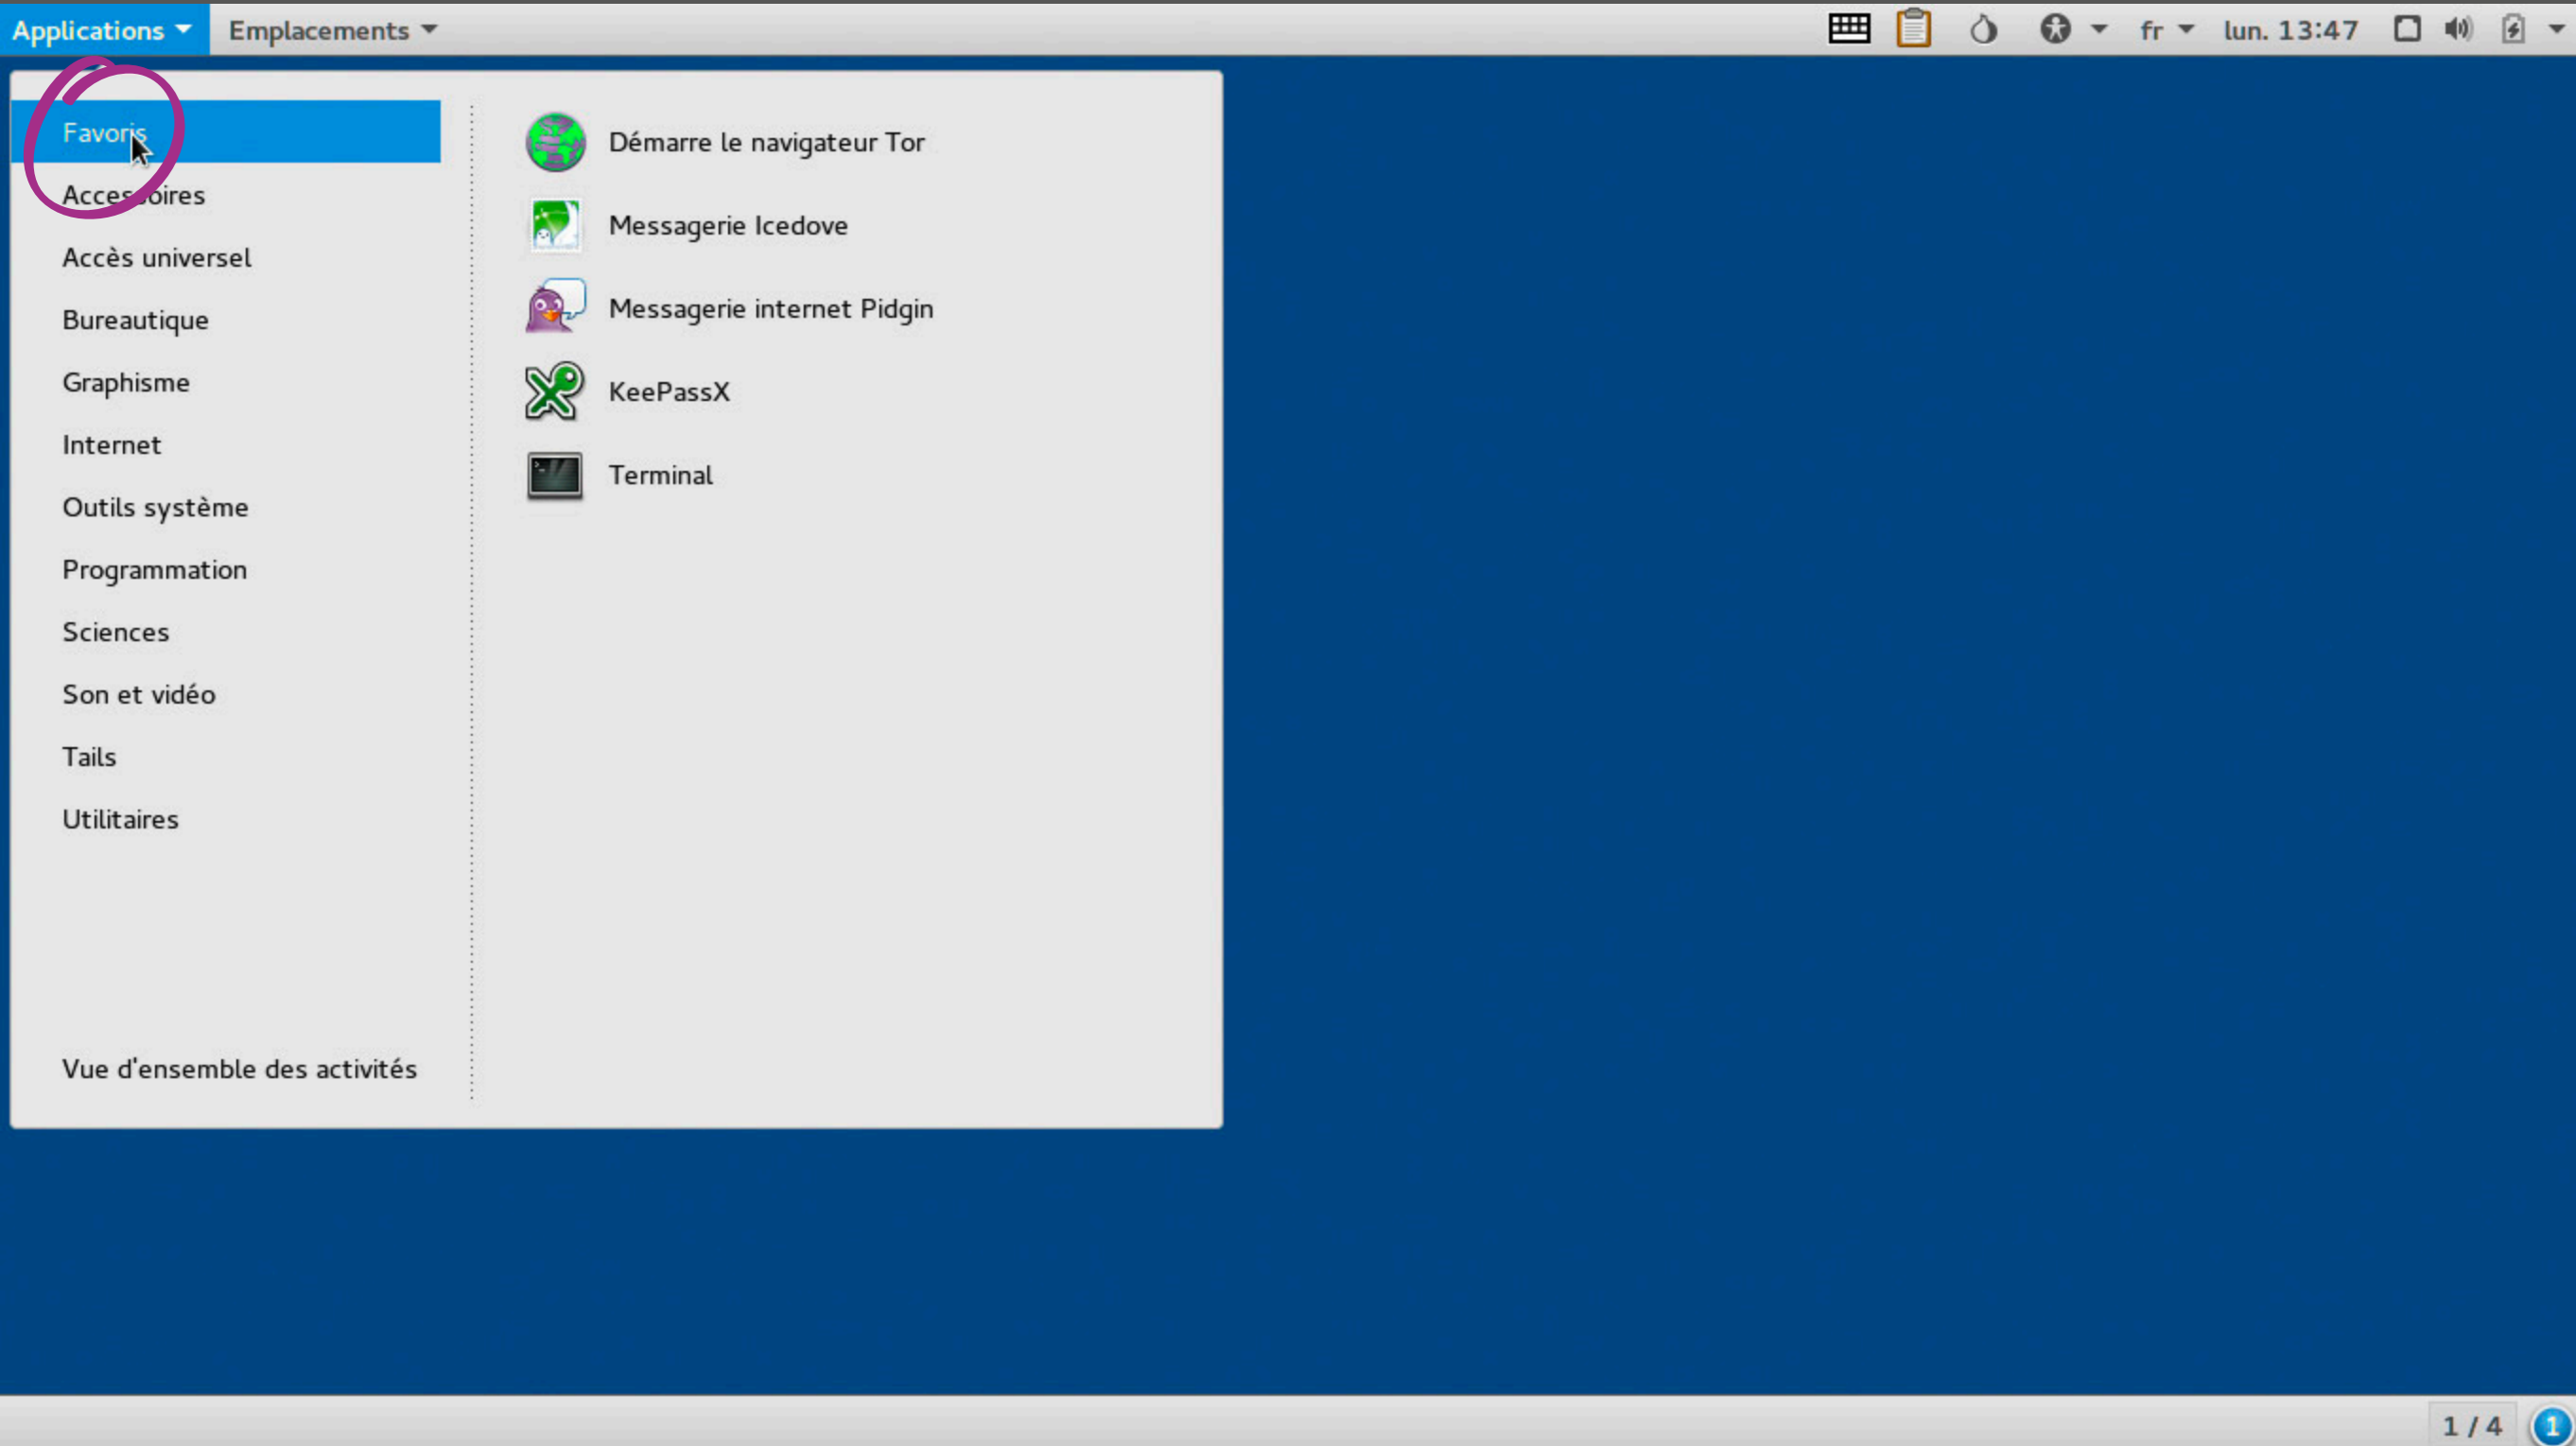 Applications
Emplacements
fr
lun. 13:47
Favoris
Accessoires
Accès universel
Bureautique
Graphisme
Internet
Outils système
Programmation
Sciences
Son et vidéo
Tails
Utilitaires
Vue d'ensemble des activités
Démarre le navigateur Tor
Messagerie Icedove
Messagerie internet Pidgin
KeePassX
Terminal
1 / 4
1